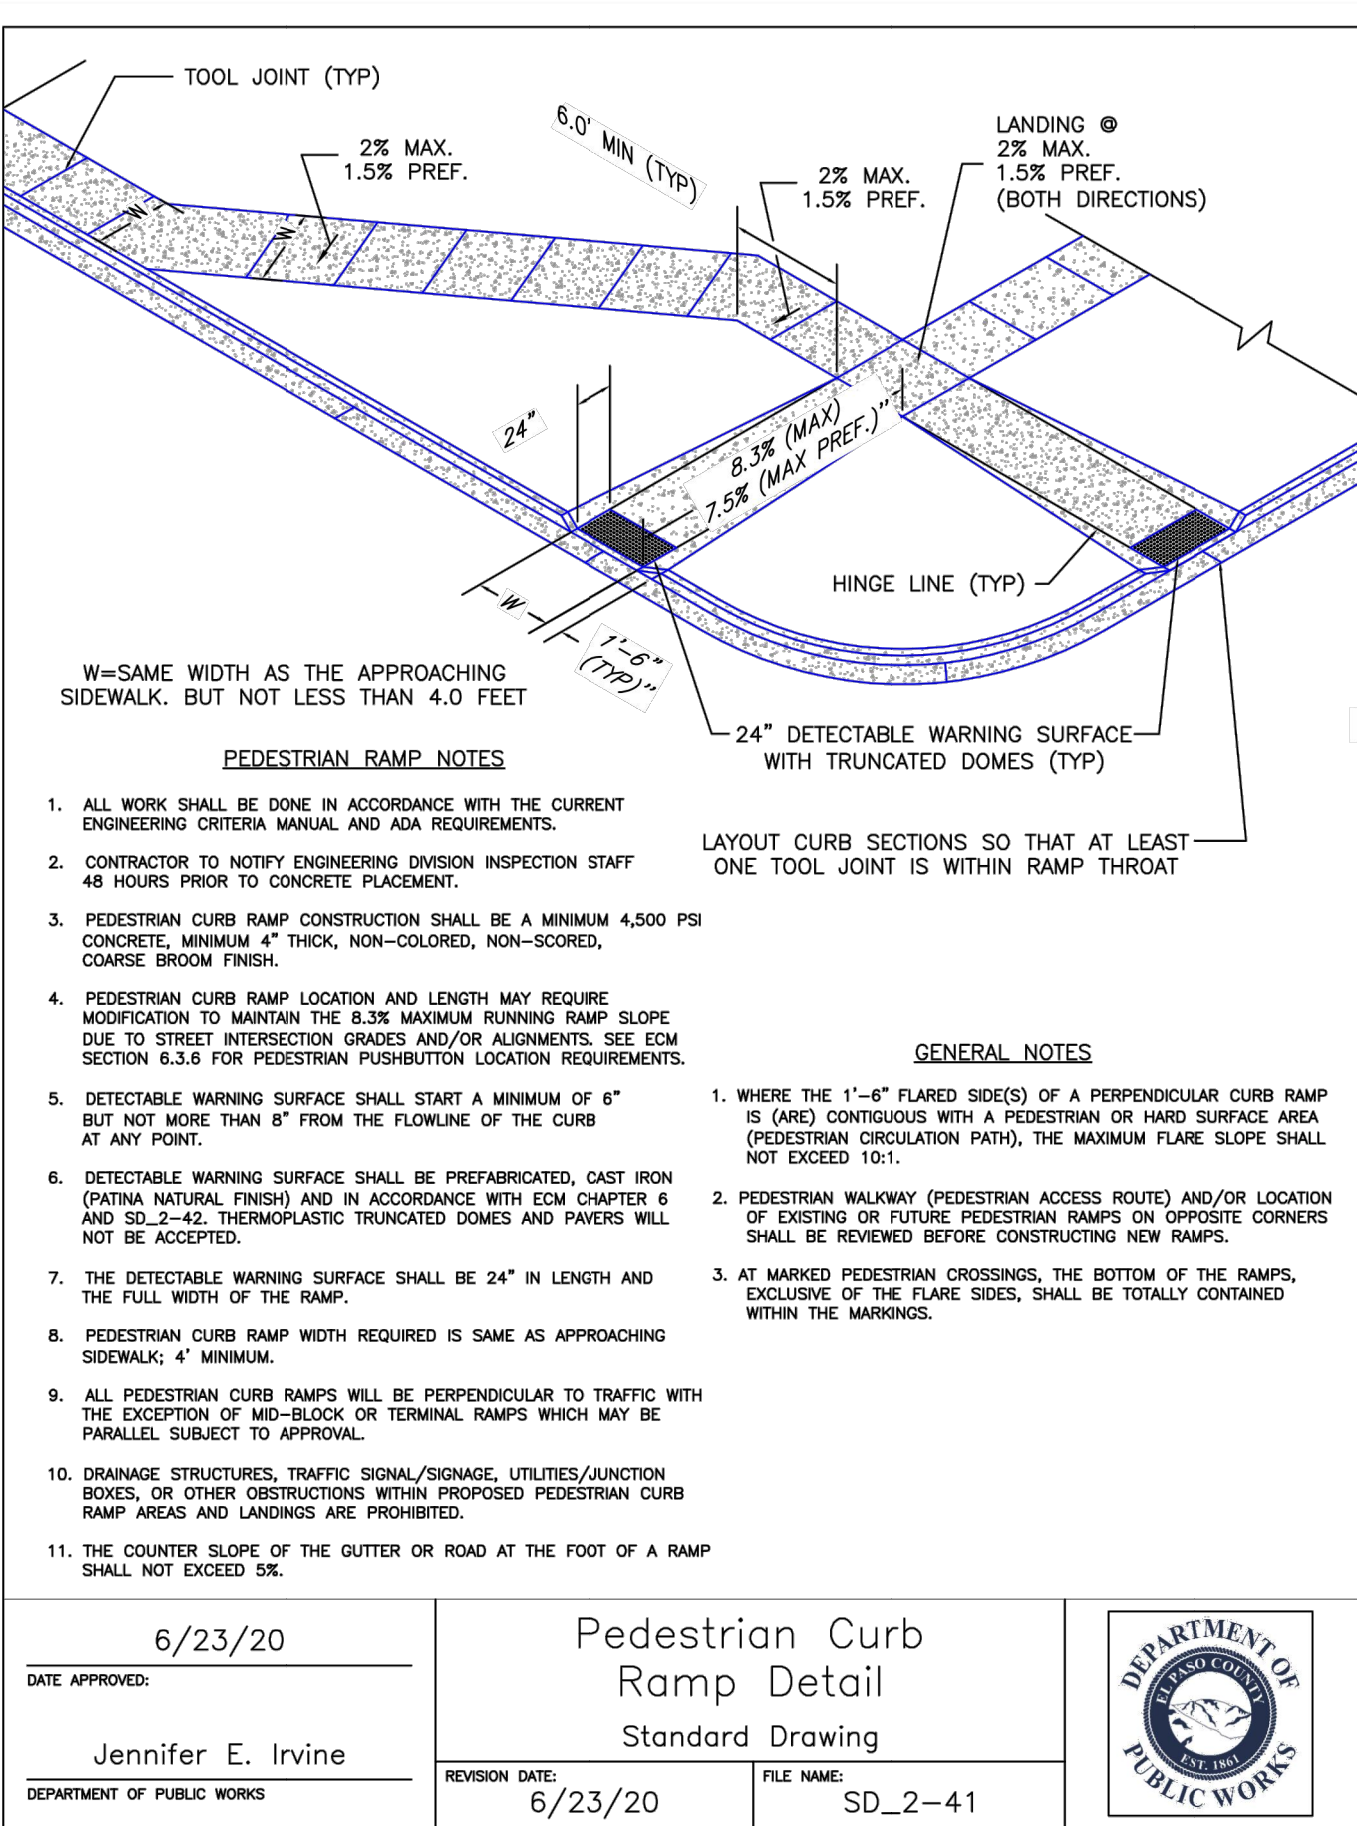 TOOL JOINT (TYP)
2% MAX.
1.5% PREF.
6.0' MIN (TYP)
2% MAX.
1.5% PREF.
LANDING @
2% MAX.
1.5% PREF.
(BOTH DIRECTIONS)
W
W
24"
8.3% (MAX)
7.5% (MAX PREF.)"
HINGE LINE (TYP)
W
1'-6"
(TYP)"
W=SAME WIDTH AS THE APPROACHING
SIDEWALK. BUT NOT LESS THAN 4.0 FEET
24" DETECTABLE WARNING SURFACE
WITH TRUNCATED DOMES (TYP)
LAYOUT CURB SECTIONS SO THAT AT LEAST
ONE TOOL JOINT IS WITHIN RAMP THROAT
PEDESTRIAN RAMP NOTES
1. ALL WORK SHALL BE DONE IN ACCORDANCE WITH THE CURRENT
ENGINEERING CRITERIA MANUAL AND ADA REQUIREMENTS.
2. CONTRACTOR TO NOTIFY ENGINEERING DIVISION INSPECTION STAFF
48 HOURS PRIOR TO CONCRETE PLACEMENT.
3. PEDESTRIAN CURB RAMP CONSTRUCTION SHALL BE A MINIMUM 4,500 PSI
CONCRETE, MINIMUM 4" THICK, NON-COLORED, NON-SCORED,
COARSE BROOM FINISH.
4. PEDESTRIAN CURB RAMP LOCATION AND LENGTH MAY REQUIRE
MODIFICATION TO MAINTAIN THE 8.3% MAXIMUM RUNNING RAMP SLOPE
DUE TO STREET INTERSECTION GRADES AND/OR ALIGNMENTS. SEE ECM
SECTION 6.3.6 FOR PEDESTRIAN PUSHBUTTON LOCATION REQUIREMENTS.
5. DETECTABLE WARNING SURFACE SHALL START A MINIMUM OF 6"
BUT NOT MORE THAN 8" FROM THE FLOWLINE OF THE CURB
AT ANY POINT.
6. DETECTABLE WARNING SURFACE SHALL BE PREFABRICATED, CAST IRON
(PATINA NATURAL FINISH) AND IN ACCORDANCE WITH ECM CHAPTER 6
AND SD_2-42. THERMOPLASTIC TRUNCATED DOMES AND PAVERS WILL
NOT BE ACCEPTED.
7. THE DETECTABLE WARNING SURFACE SHALL BE 24" IN LENGTH AND
THE FULL WIDTH OF THE RAMP.
8. PEDESTRIAN CURB RAMP WIDTH REQUIRED IS SAME AS APPROACHING
SIDEWALK; 4' MINIMUM.
9. ALL PEDESTRIAN CURB RAMPS WILL BE PERPENDICULAR TO TRAFFIC WITH
THE EXCEPTION OF MID-BLOCK OR TERMINAL RAMPS WHICH MAY BE
PARALLEL SUBJECT TO APPROVAL.
10. DRAINAGE STRUCTURES, TRAFFIC SIGNAL/SIGNAGE, UTILITIES/JUNCTION
BOXES, OR OTHER OBSTRUCTIONS WITHIN PROPOSED PEDESTRIAN CURB
RAMP AREAS AND LANDINGS ARE PROHIBITED.
11. THE COUNTER SLOPE OF THE GUTTER OR ROAD AT THE FOOT OF A RAMP
SHALL NOT EXCEED 5%.
GENERAL NOTES
1. WHERE THE 1'-6" FLARED SIDE(S) OF A PERPENDICULAR CURB RAMP
IS (ARE) CONTIGUOUS WITH A PEDESTRIAN OR HARD SURFACE AREA
(PEDESTRIAN CIRCULATION PATH), THE MAXIMUM FLARE SLOPE SHALL
NOT EXCEED 10:1.
2. PEDESTRIAN WALKWAY (PEDESTRIAN ACCESS ROUTE) AND/OR LOCATION
OF EXISTING OR FUTURE PEDESTRIAN RAMPS ON OPPOSITE CORNERS
SHALL BE REVIEWED BEFORE CONSTRUCTING NEW RAMPS.
3. AT MARKED PEDESTRIAN CROSSINGS, THE BOTTOM OF THE RAMPS,
EXCLUSIVE OF THE FLARE SIDES, SHALL BE TOTALLY CONTAINED
WITHIN THE MARKINGS.
6/23/20
DATE APPROVED:
Jennifer E. Irvine
DEPARTMENT OF PUBLIC WORKS
Pedestrian Curb
Ramp Detail
Standard Drawing
REVISION DATE:
6/23/20
FILE NAME:
SD_2-41
DEPARTMENT OF
EL PASO COUNTY
EST. 1861
PUBLIC WORKS